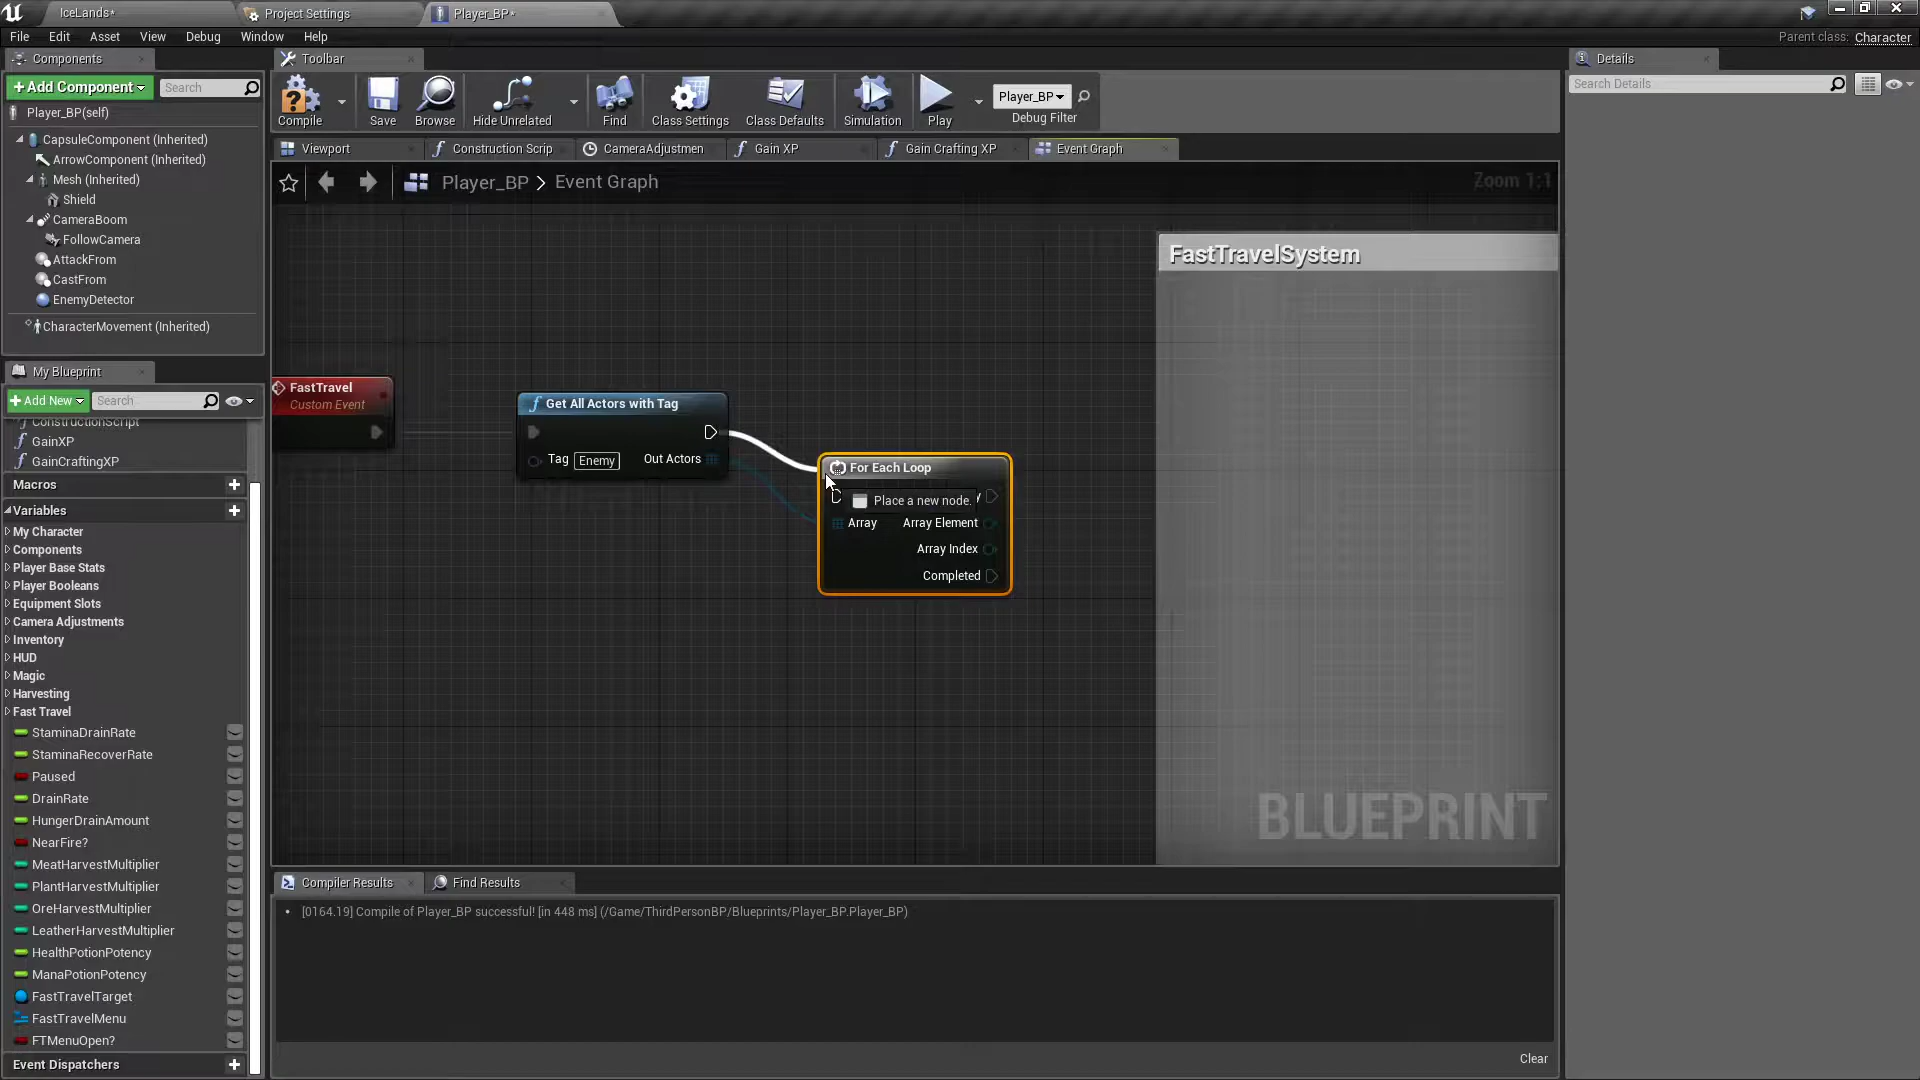 IceLands*
Project Settings
Player_BP*
File Edit Asset View Debug Window Help
Parent class: Character
Components
Toolbar
Details
+Add Component
Search
Search Details
Player_BP(self)
CapsuleComponent (Inherited)
ArrowComponent (Inherited)
Mesh (Inherited)
Shield
CameraBoom
FollowCamera
AttackFrom
CastFrom
EnemyDetector
CharacterMovement (Inherited)
Compile
Save
Browse
Hide Unrelated
Find
Class Settings
Class Defaults
Simulation
Play
Player_BP
Debug Filter
Viewport
Construction Scrip
CameraAdjustmen
Gain XP
Gain Crafting XP
Event Graph
Player_BP > Event Graph
Zoom 1:1
My Blueprint
+Add New
Search
ConstructionScript
GainXP
GainCraftingXP
Macros
Variables
My Character
Components
Player Base Stats
Player Booleans
Equipment Slots
Camera Adjustments
Inventory
HUD
Magic
Harvesting
Fast Travel
StaminaDrainRate
StaminaRecoverRate
Paused
DrainRate
HungerDrainAmount
NearFire?
MeatHarvestMultiplier
PlantHarvestMultiplier
OreHarvestMultiplier
LeatherHarvestMultiplier
HealthPotionPotency
ManaPotionPotency
FastTravelTarget
FastTravelMenu
FTMenuOpen?
Event Dispatchers
FastTravelSystem
FastTravel
Custom Event
Get All Actors with Tag
Tag Enemy Out Actors
For Each Loop
Place a new node.
Array Array Element
Array Index
Completed
BLUEPRINT
Compiler Results
Find Results
[0164.19] Compile of Player_BP successful! [in 448 ms] (/Game/ThirdPersonBP/Blueprints/Player_BP.Player_BP)
Clear